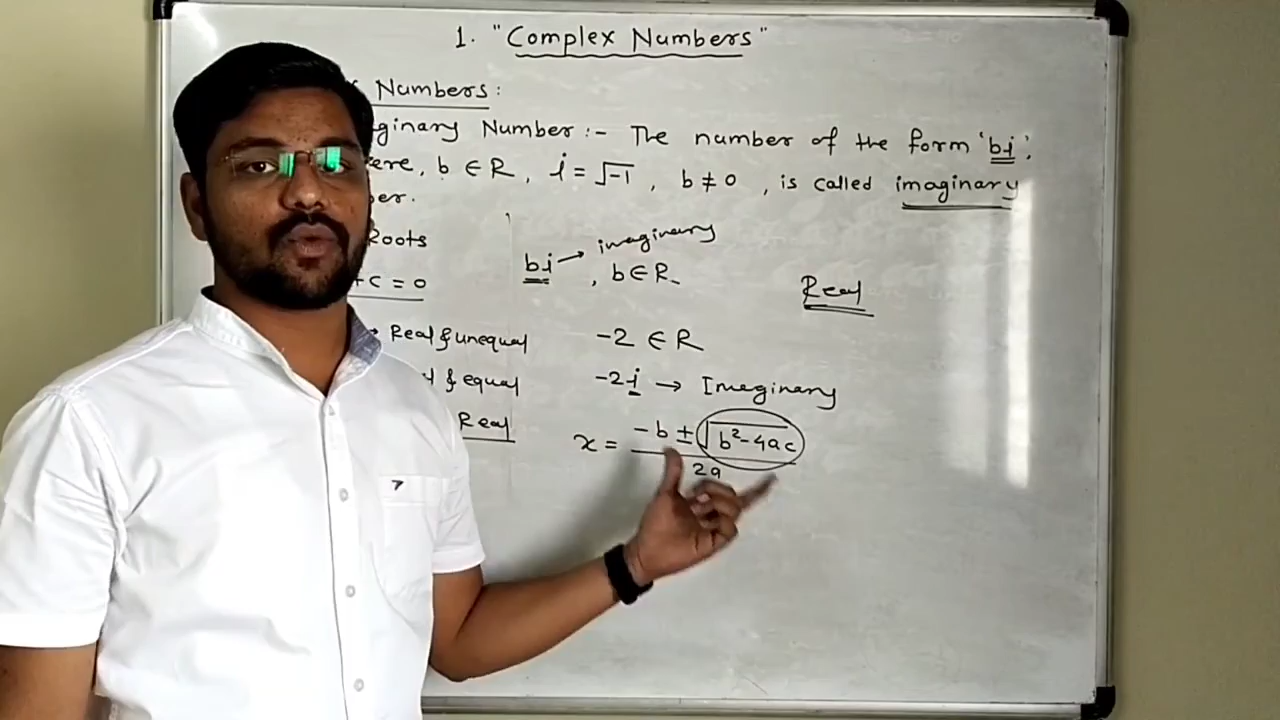 1. "Complex Numbers"
Numbers:
ginary Number :- The number of the form 'bi',
ere, b ∈ R, i = √-1, b ≠ 0, is called imaginary
ber.
Roots
+ C = 0
→ Real & unequal
& equal
Real
bi → imaginary
, b ∈ R.
Real
-2 ∈ R
-2i → Imaginary
x = -b ± √b²-4ac
2a